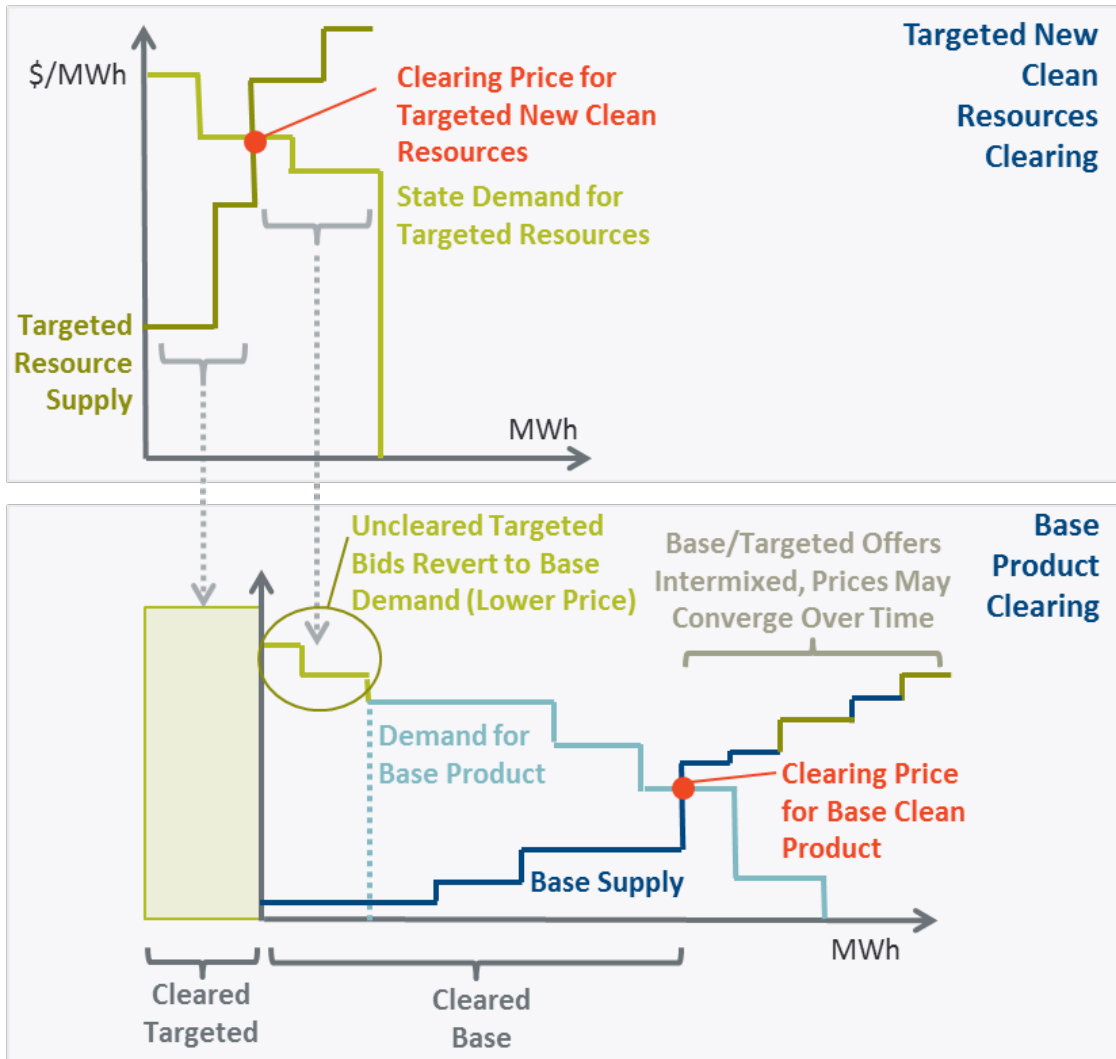 Targeted New
Clean
Resources
Clearing
$/MWh
Clearing Price for
Targeted New Clean
Resources
State Demand for
Targeted Resources
Targeted
Resource
Supply
MWh
Uncleared Targeted
Bids Revert to Base
Demand (Lower Price)
Base/Targeted Offers
Intermixed, Prices May
Converge Over Time
Base
Product
Clearing
Demand for
Base Product
Clearing Price
for Base Clean
Product
Base Supply
MWh
Cleared
Targeted
Cleared
Base